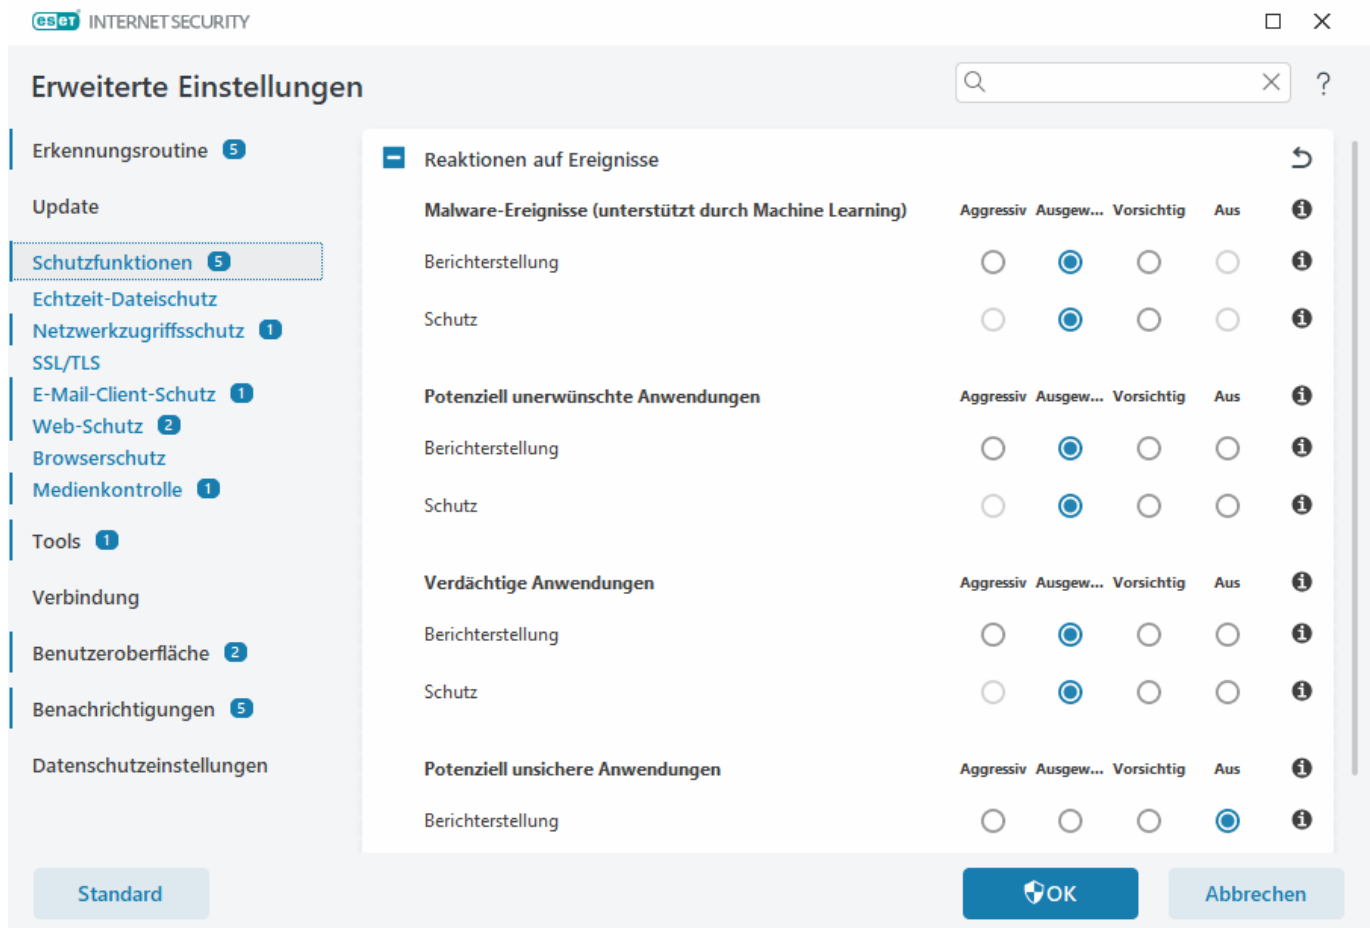 eset INTERNET SECURITY
Erweiterte Einstellungen
?
Erkennungsroutine 5
Update
Schutzfunktionen 5
Echtzeit-Dateischutz
Netzwerkzugriffsschutz 1
SSL/TLS
E-Mail-Client-Schutz 1
Web-Schutz 2
Browserschutz
Medienkontrolle 1
Tools 1
Verbindung
Benutzeroberfläche 2
Benachrichtigungen 5
Datenschutzeinstellungen
Reaktionen auf Ereignisse
Malware-Ereignisse (unterstützt durch Machine Learning) Aggressiv Ausgew... Vorsichtig Aus
Berichterstellung
Schutz
Potenziell unerwünschte Anwendungen Aggressiv Ausgew... Vorsichtig Aus
Berichterstellung
Schutz
Verdächtige Anwendungen Aggressiv Ausgew... Vorsichtig Aus
Berichterstellung
Schutz
Potenziell unsichere Anwendungen Aggressiv Ausgew... Vorsichtig Aus
Berichterstellung
Standard OK Abbrechen